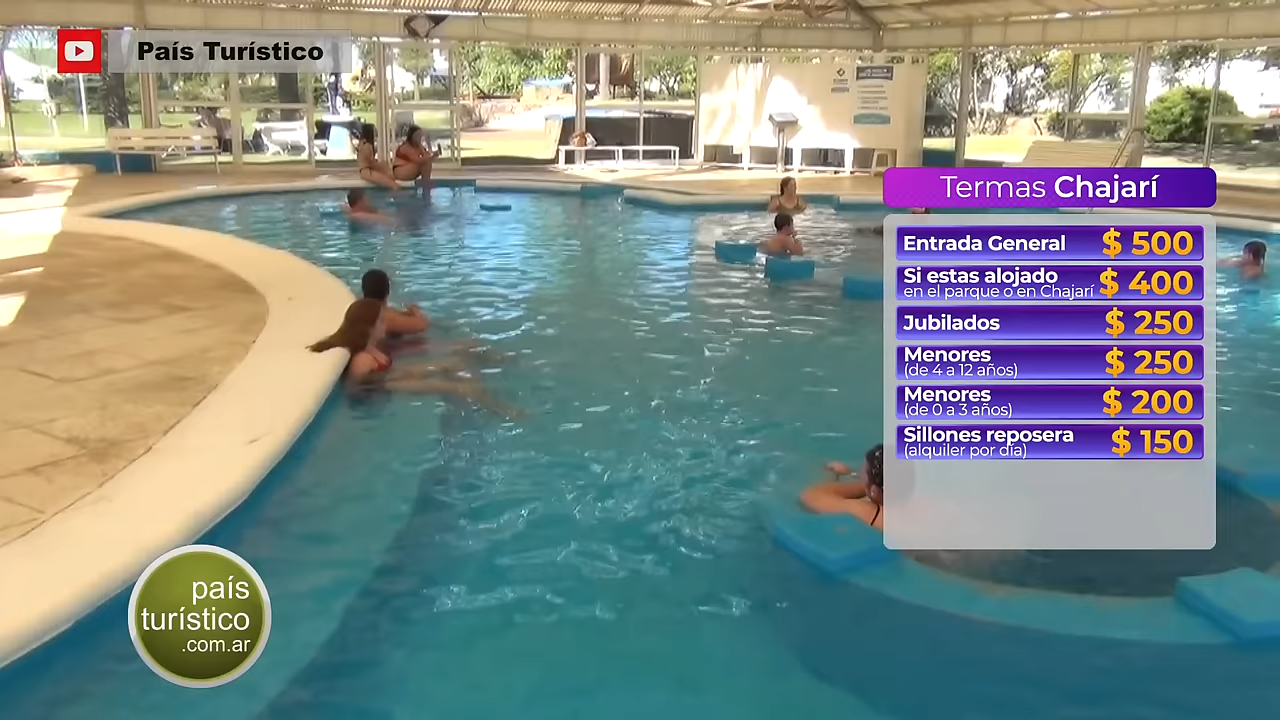 País Turístico
Termas Chajarí
Entrada General $ 500
Si estas alojado
en el parque o en Chajarí $ 400
Jubilados $ 250
Menores
(de 4 a 12 años) $ 250
Menores
(de 0 a 3 años) $ 200
Sillones reposera
(alquiler por día) $ 150
país
turístico
.com.ar